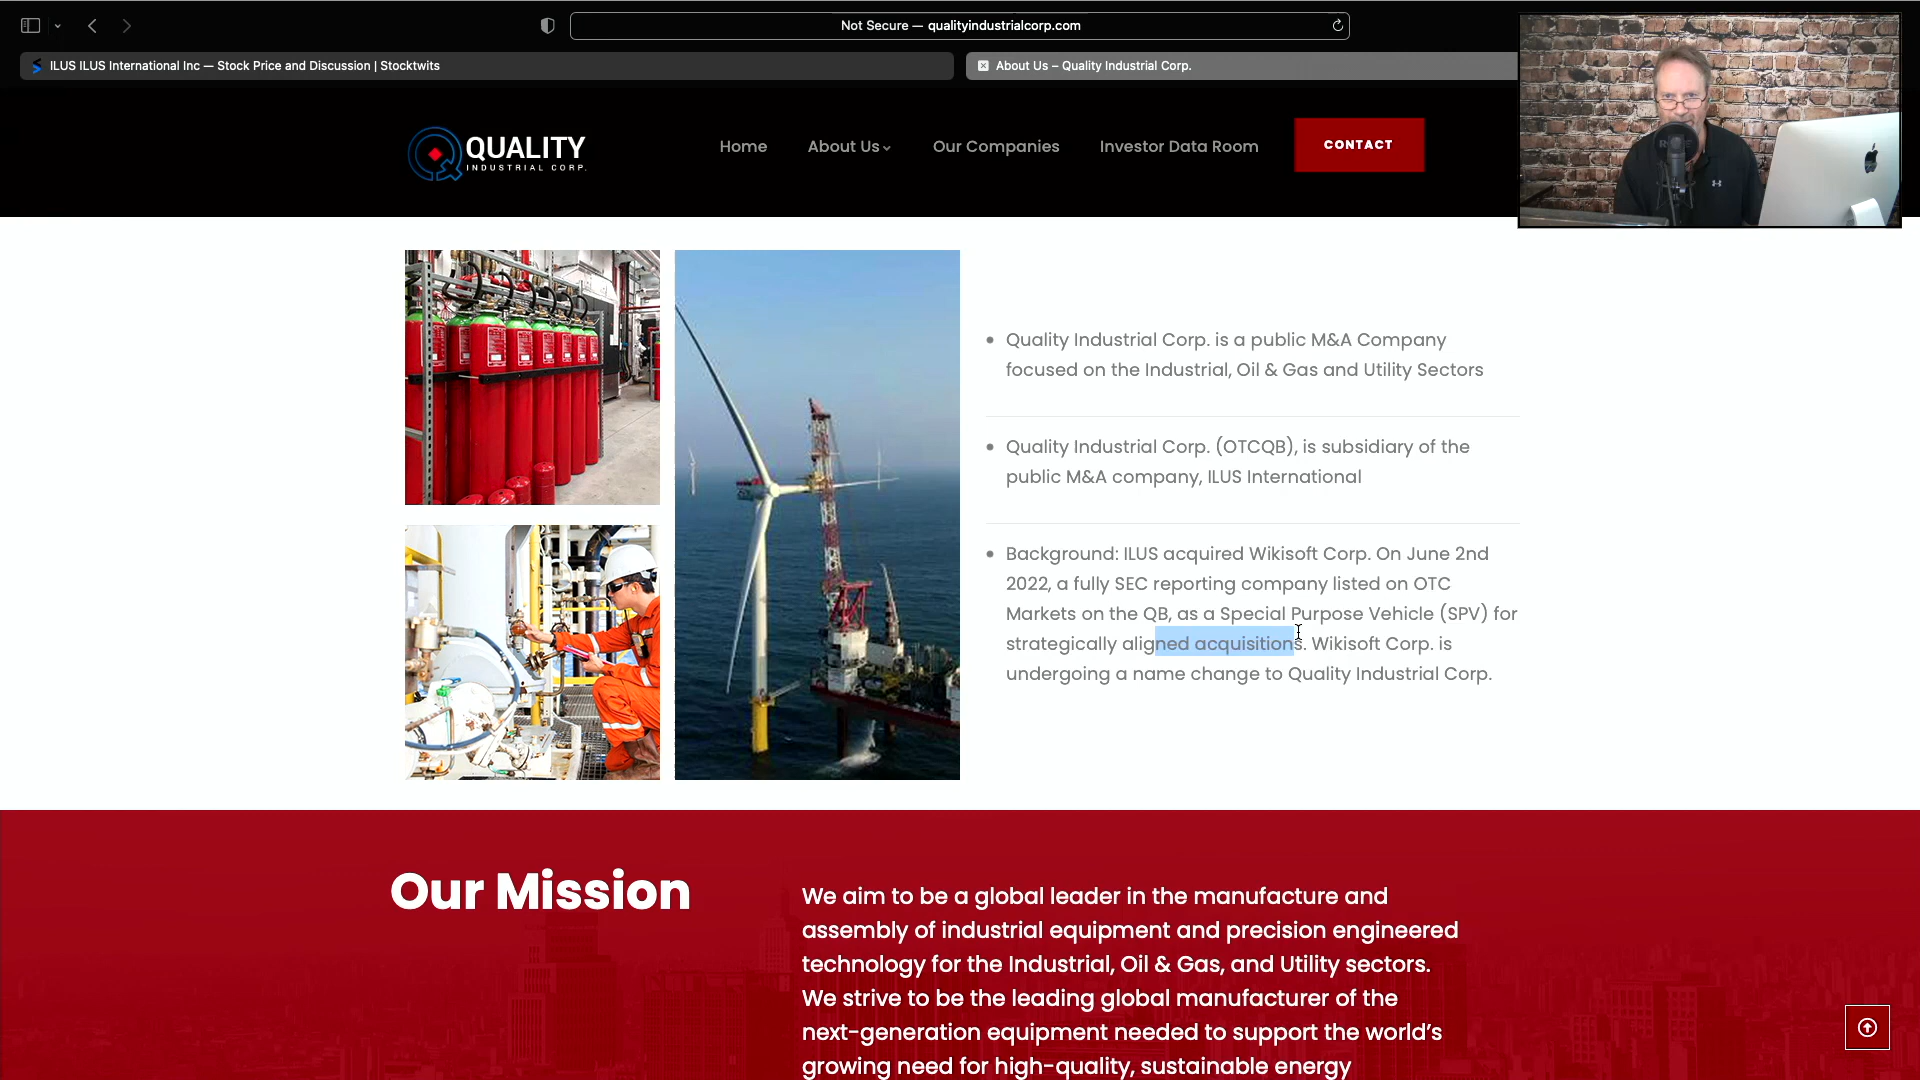 Not Secure — qualityindustrialcorp.com
ILUS ILUS International Inc — Stock Price and Discussion | Stocktwits
About Us – Quality Industrial Corp.
QUALITY
INDUSTRIAL CORP.
Home
About Us
Our Companies
Investor Data Room
CONTACT
Quality Industrial Corp. is a public M&A Company
focused on the Industrial, Oil & Gas and Utility Sectors
Quality Industrial Corp. (OTCQB), is subsidiary of the
public M&A company, ILUS International
Background: ILUS acquired Wikisoft Corp. On June 2nd
2022, a fully SEC reporting company listed on OTC
Markets on the QB, as a Special Purpose Vehicle (SPV) for
strategically aligned acquisitions. Wikisoft Corp. is
undergoing a name change to Quality Industrial Corp.
Our Mission
We aim to be a global leader in the manufacture and
assembly of industrial equipment and precision engineered
technology for the Industrial, Oil & Gas, and Utility sectors.
We strive to be the leading global manufacturer of the
next-generation equipment needed to support the world’s
growing need for high-quality, sustainable energy